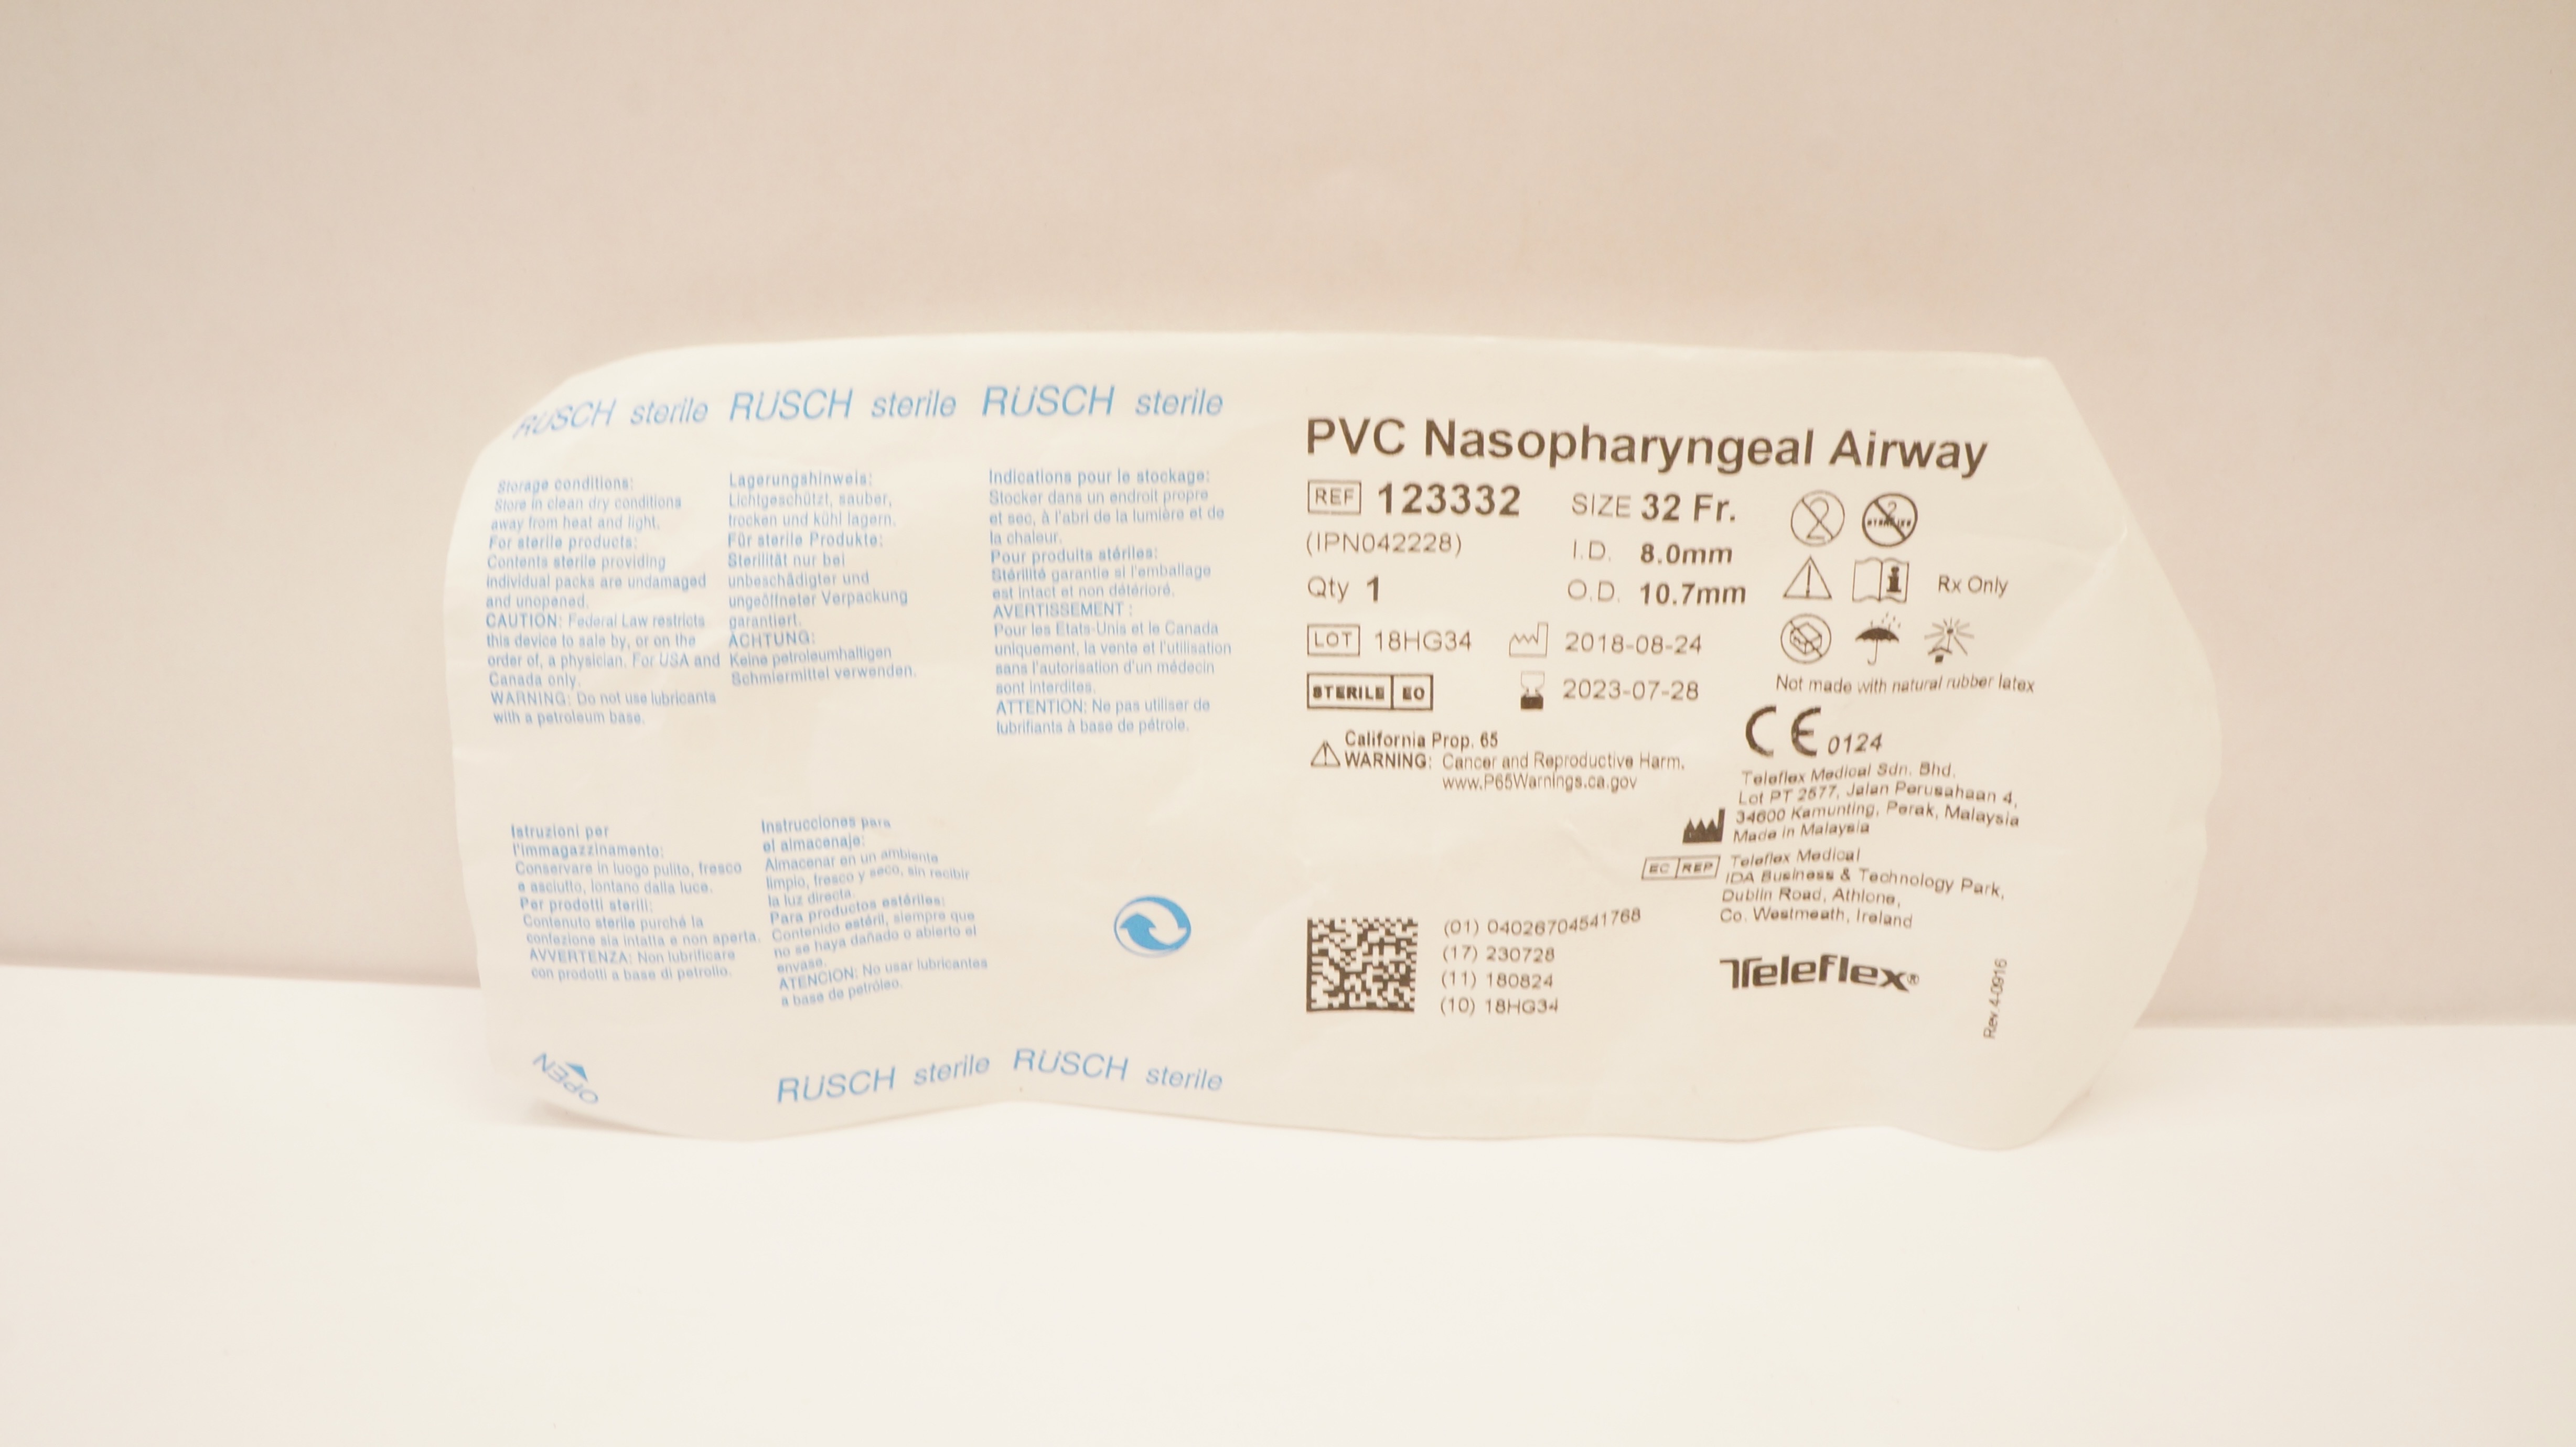 RÜSCH sterile RÜSCH sterile RÜSCH sterile
Storage conditions:
Store in clean dry conditions
away from heat and light.
For sterile products:
Contents sterile providing
individual packs are undamaged
and unopened.
CAUTION: Federal Law restricts
this device to sale by, or on the
order of, a physician. For USA and
Canada only.
WARNING: Do not use lubricants
with a petroleum base.
Lagerungshinweis:
Lichtgeschützt, sauber,
trocken und kühl lagern.
Für sterile Produkte:
Sterilität nur bei
unbeschädigter und
ungeöffneter Verpackung
garantiert.
ACHTUNG:
Keine petroleumhaltigen
Schmiermittel verwenden.
Indications pour le stockage:
Stocker dans un endroit propre
et sec, à l'abri de la lumière et de
la chaleur.
Pour produits stériles:
Stérilité garantie si l'emballage
est intact et non détérioré.
AVERTISSEMENT :
Pour les Etats-Unis et le Canada
uniquement, la vente et l'utilisation
sans l'autorisation d'un médecin
sont interdites.
ATTENTION: Ne pas utiliser de
lubrifiants à base de pétrole.
Istruzioni per
l'immagazzinamento:
Conservare in luogo pulito, fresco
e asciutto, lontano dalla luce.
Per prodotti sterili:
Contenuto sterile purché la
confezione sia intatta e non aperta.
AVVERTENZA: Non lubrificare
con prodotti a base di petrolio.
Instrucciones para
el almacenaje:
Almacenar en un ambiente
limpio, fresco y seco, sin recibir
la luz directa.
Para productos estériles:
Contenido estéril, siempre que
no se haya dañado o abierto el
envase.
ATENCION: No usar lubricantes
a base de petróleo.
OPEN
RÜSCH sterile RÜSCH sterile
PVC Nasopharyngeal Airway
REF 123332
(IPN042228)
Qty 1
SIZE 32 Fr.
I.D. 8.0mm
O.D. 10.7mm
LOT 18HG34
2018-08-24
STERILE EO
2023-07-28
2
2 STERILIZE
Rx Only
Not made with natural rubber latex
California Prop. 65
WARNING: Cancer and Reproductive Harm.
www.P65Warnings.ca.gov
CE 0124
Teleflex Medical Sdn. Bhd.
Lot PT 2577, Jalan Perusahaan 4,
34600 Kamunting, Perak, Malaysia
Made in Malaysia
EC REP
Teleflex Medical
IDA Business & Technology Park,
Dublin Road, Athlone,
Co. Westmeath, Ireland
(01) 04026704541768
(17) 230728
(11) 180824
(10) 18HG34
Teleflex®
Rev.4-0916